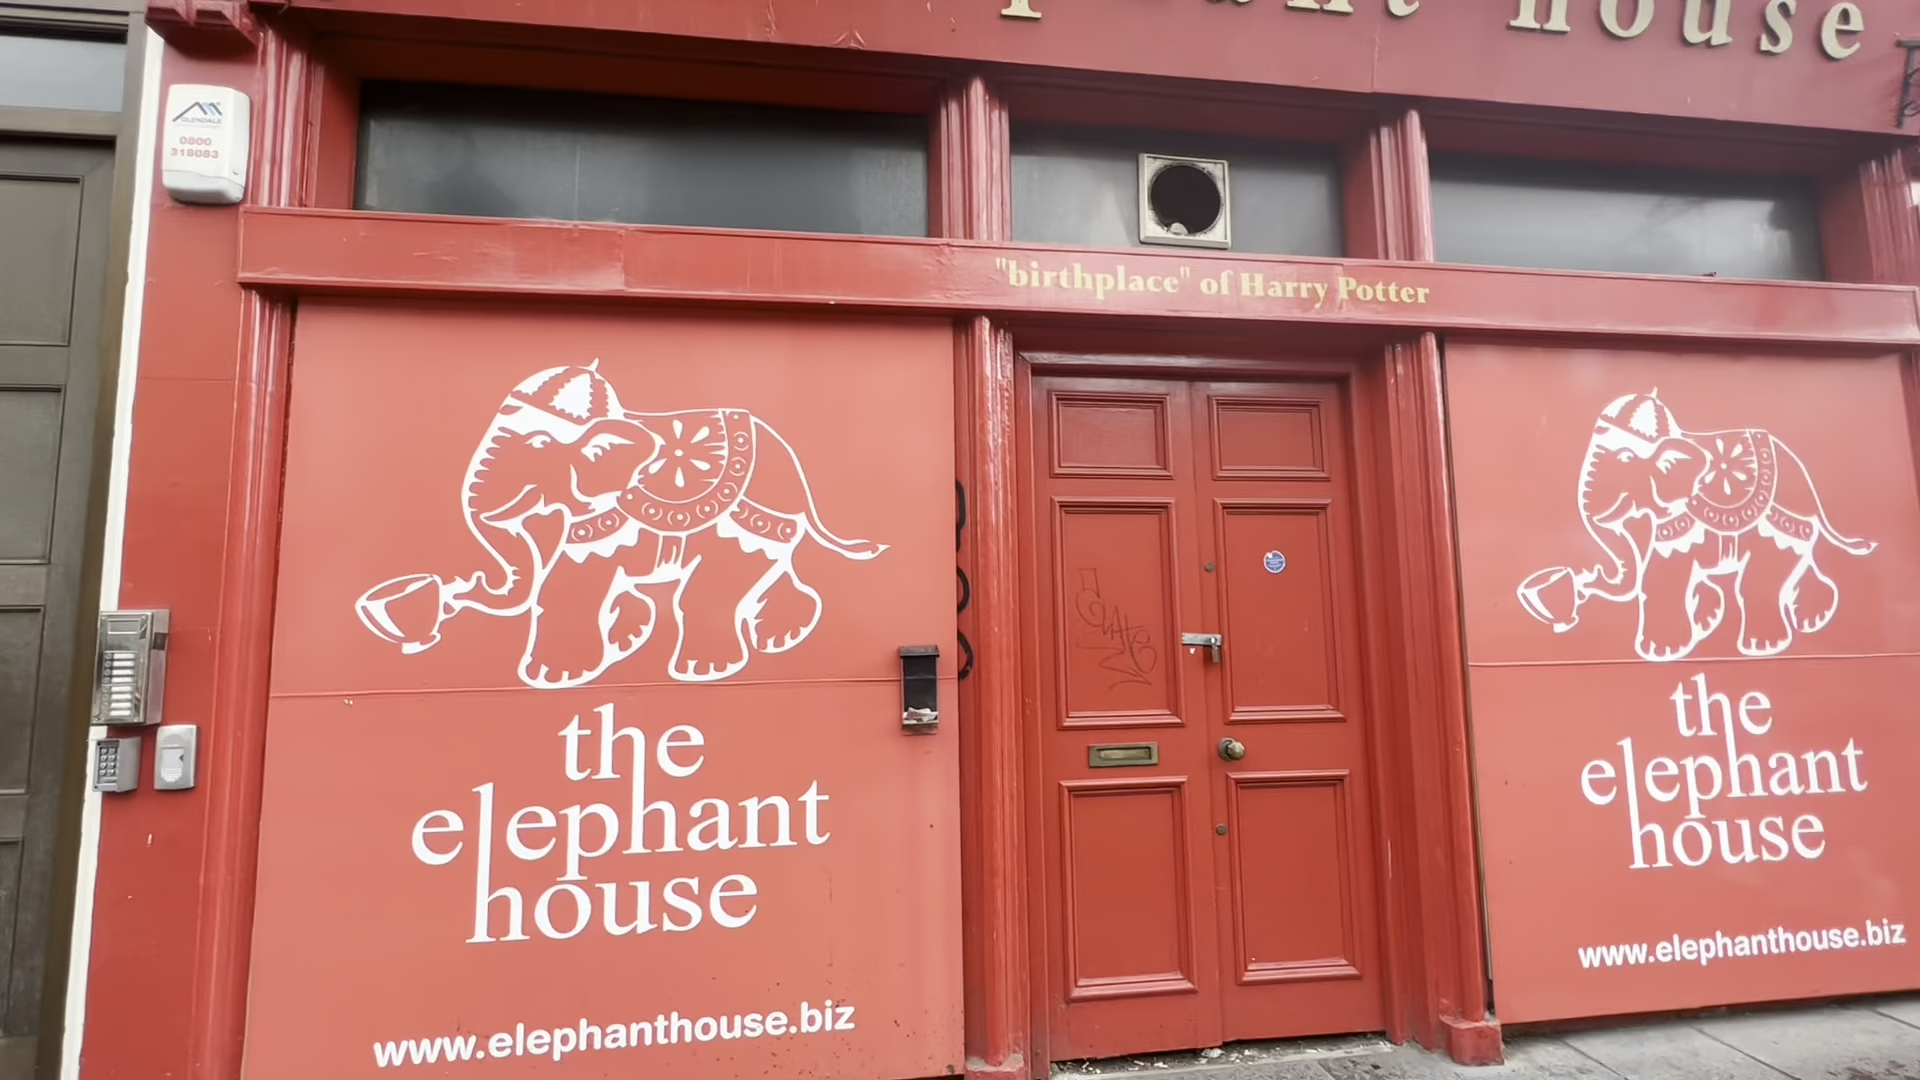 house
GLENDALE
0800
318083
"birthplace" of Harry Potter
the
elephant
house
www.elephanthouse.biz
the
elephant
house
www.elephanthouse.biz